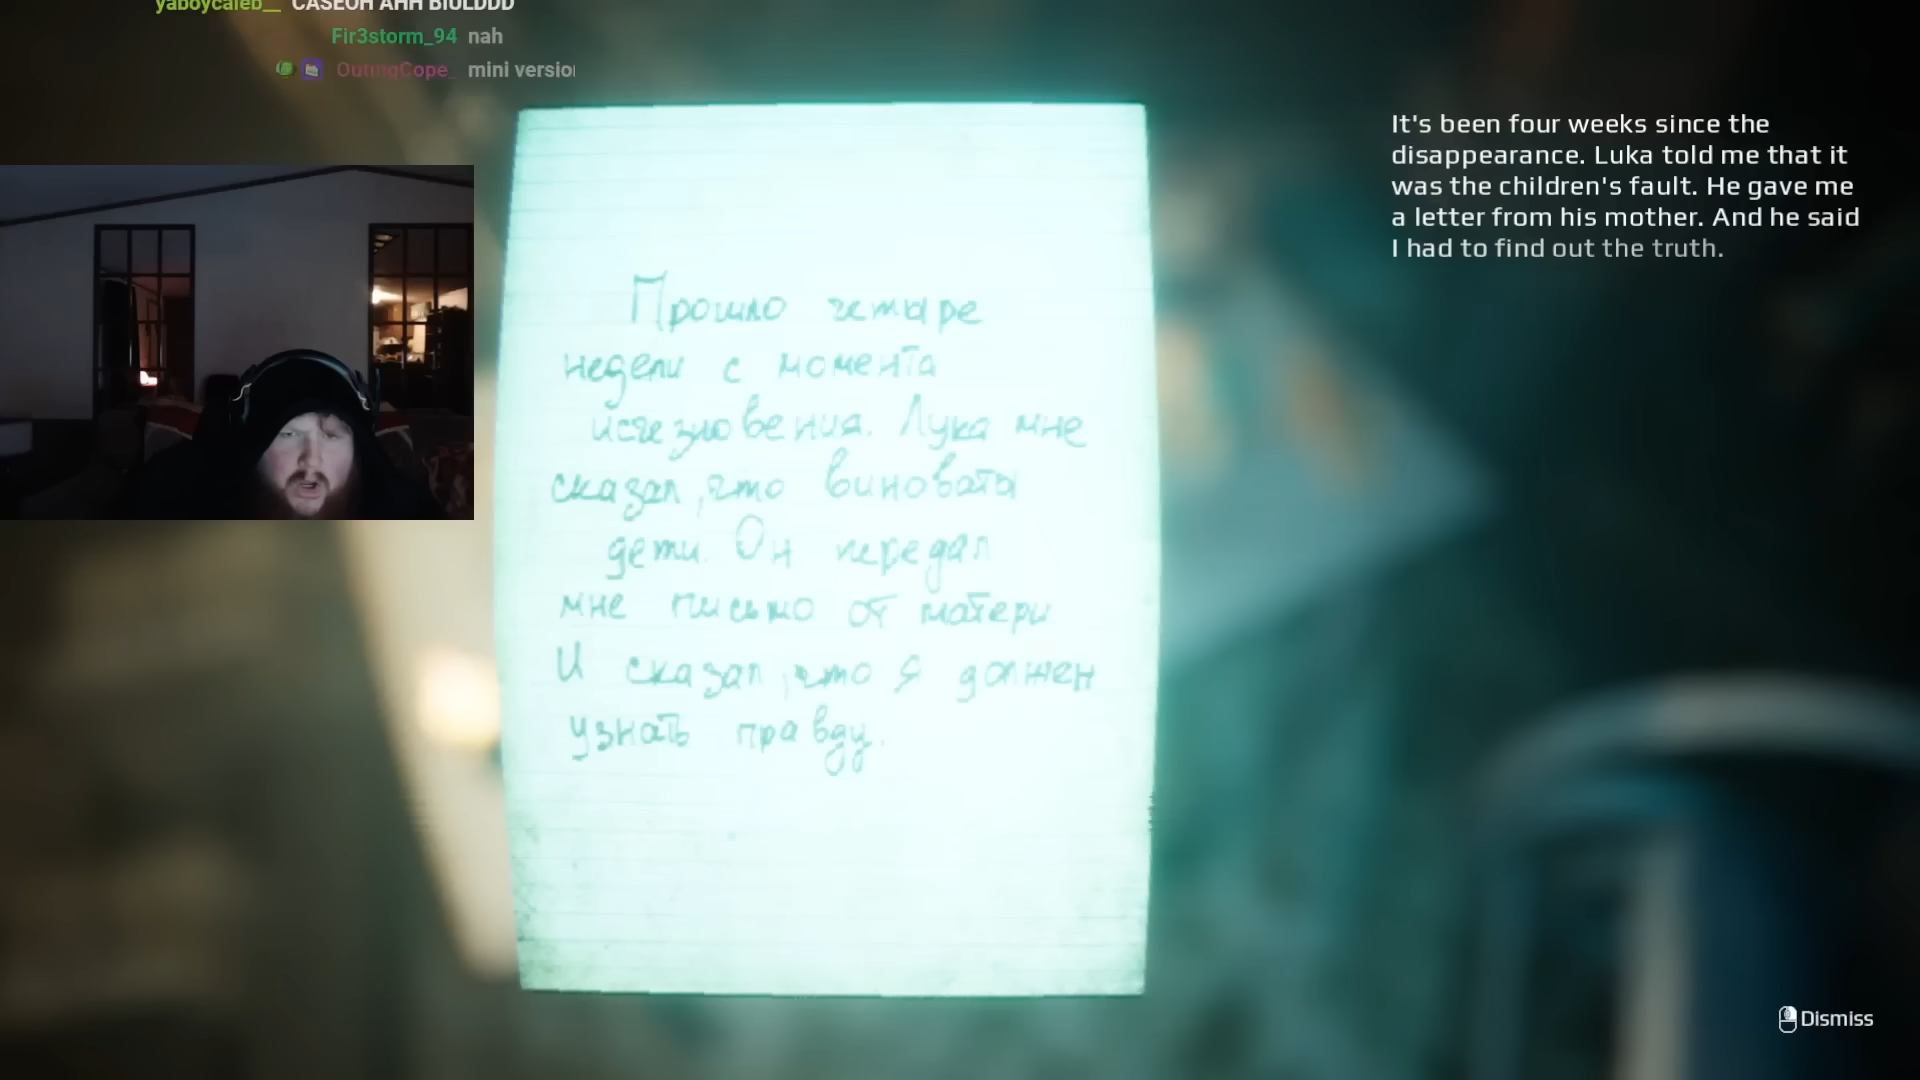 yaboycaleb__ CASEOH AHH BIULDDD
Fir3storm_94 nah
OutingCope_ mini version
It's been four weeks since the
disappearance. Luka told me that it
was the children's fault. He gave me
a letter from his mother. And he said
I had to find out the truth.
Прошло четыре
недели с момента
исчезновения. Лука мне
сказал, что виноваты
дети. Он передал
мне письмо от матери
И сказал, что я должен
узнать правду.
Dismiss